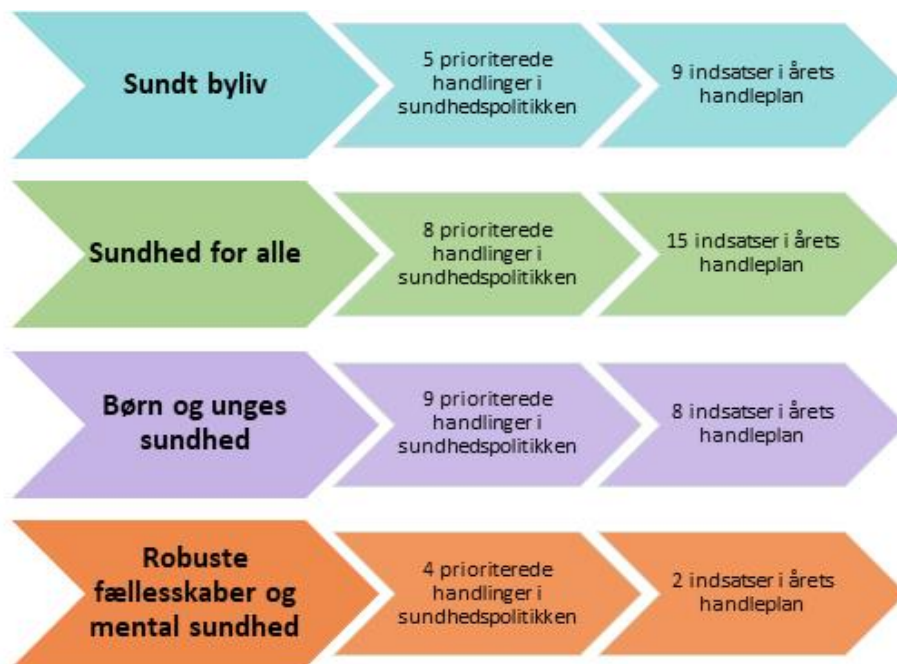 Sundt byliv
5 prioriterede
handlinger i
sundhedspolitikken
9 indsatser i årets
handleplan
Sundhed for alle
8 prioriterede
handlinger i
sundhedspolitikken
15 indsatser i årets
handleplan
Børn og unges
sundhed
9 prioriterede
handlinger i
sundhedspolitikken
8 indsatser i årets
handleplan
Robuste
fællesskaber og
mental sundhed
4 prioriterede
handlinger i
sundhedspolitikken
2 indsatser i årets
handleplan